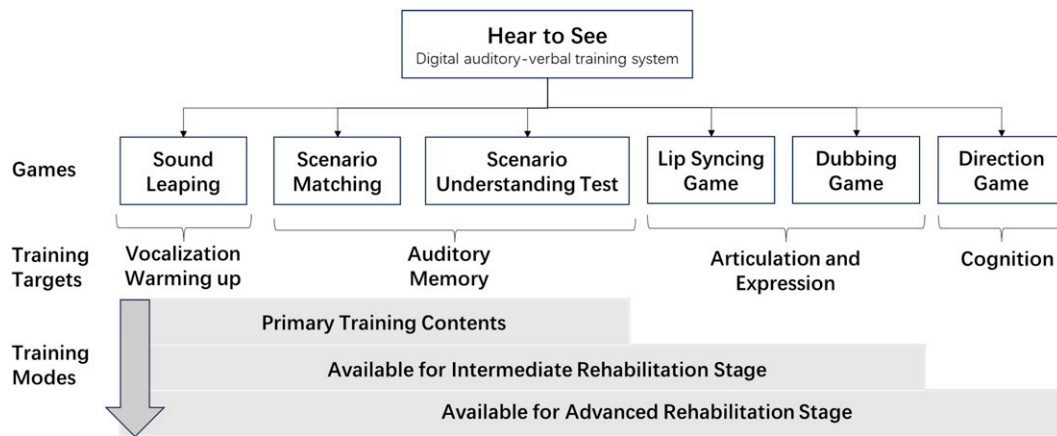 Hear to See
Digital auditory-verbal training system
Games
Sound
Leaping
Scenario
Matching
Scenario
Understanding Test
Lip Syncing
Game
Dubbing
Game
Direction
Game
Training
Targets
Vocalization
Warming up
Auditory
Memory
Articulation and
Expression
Cognition
Training
Modes
Primary Training Contents
Available for Intermediate Rehabilitation Stage
Available for Advanced Rehabilitation Stage